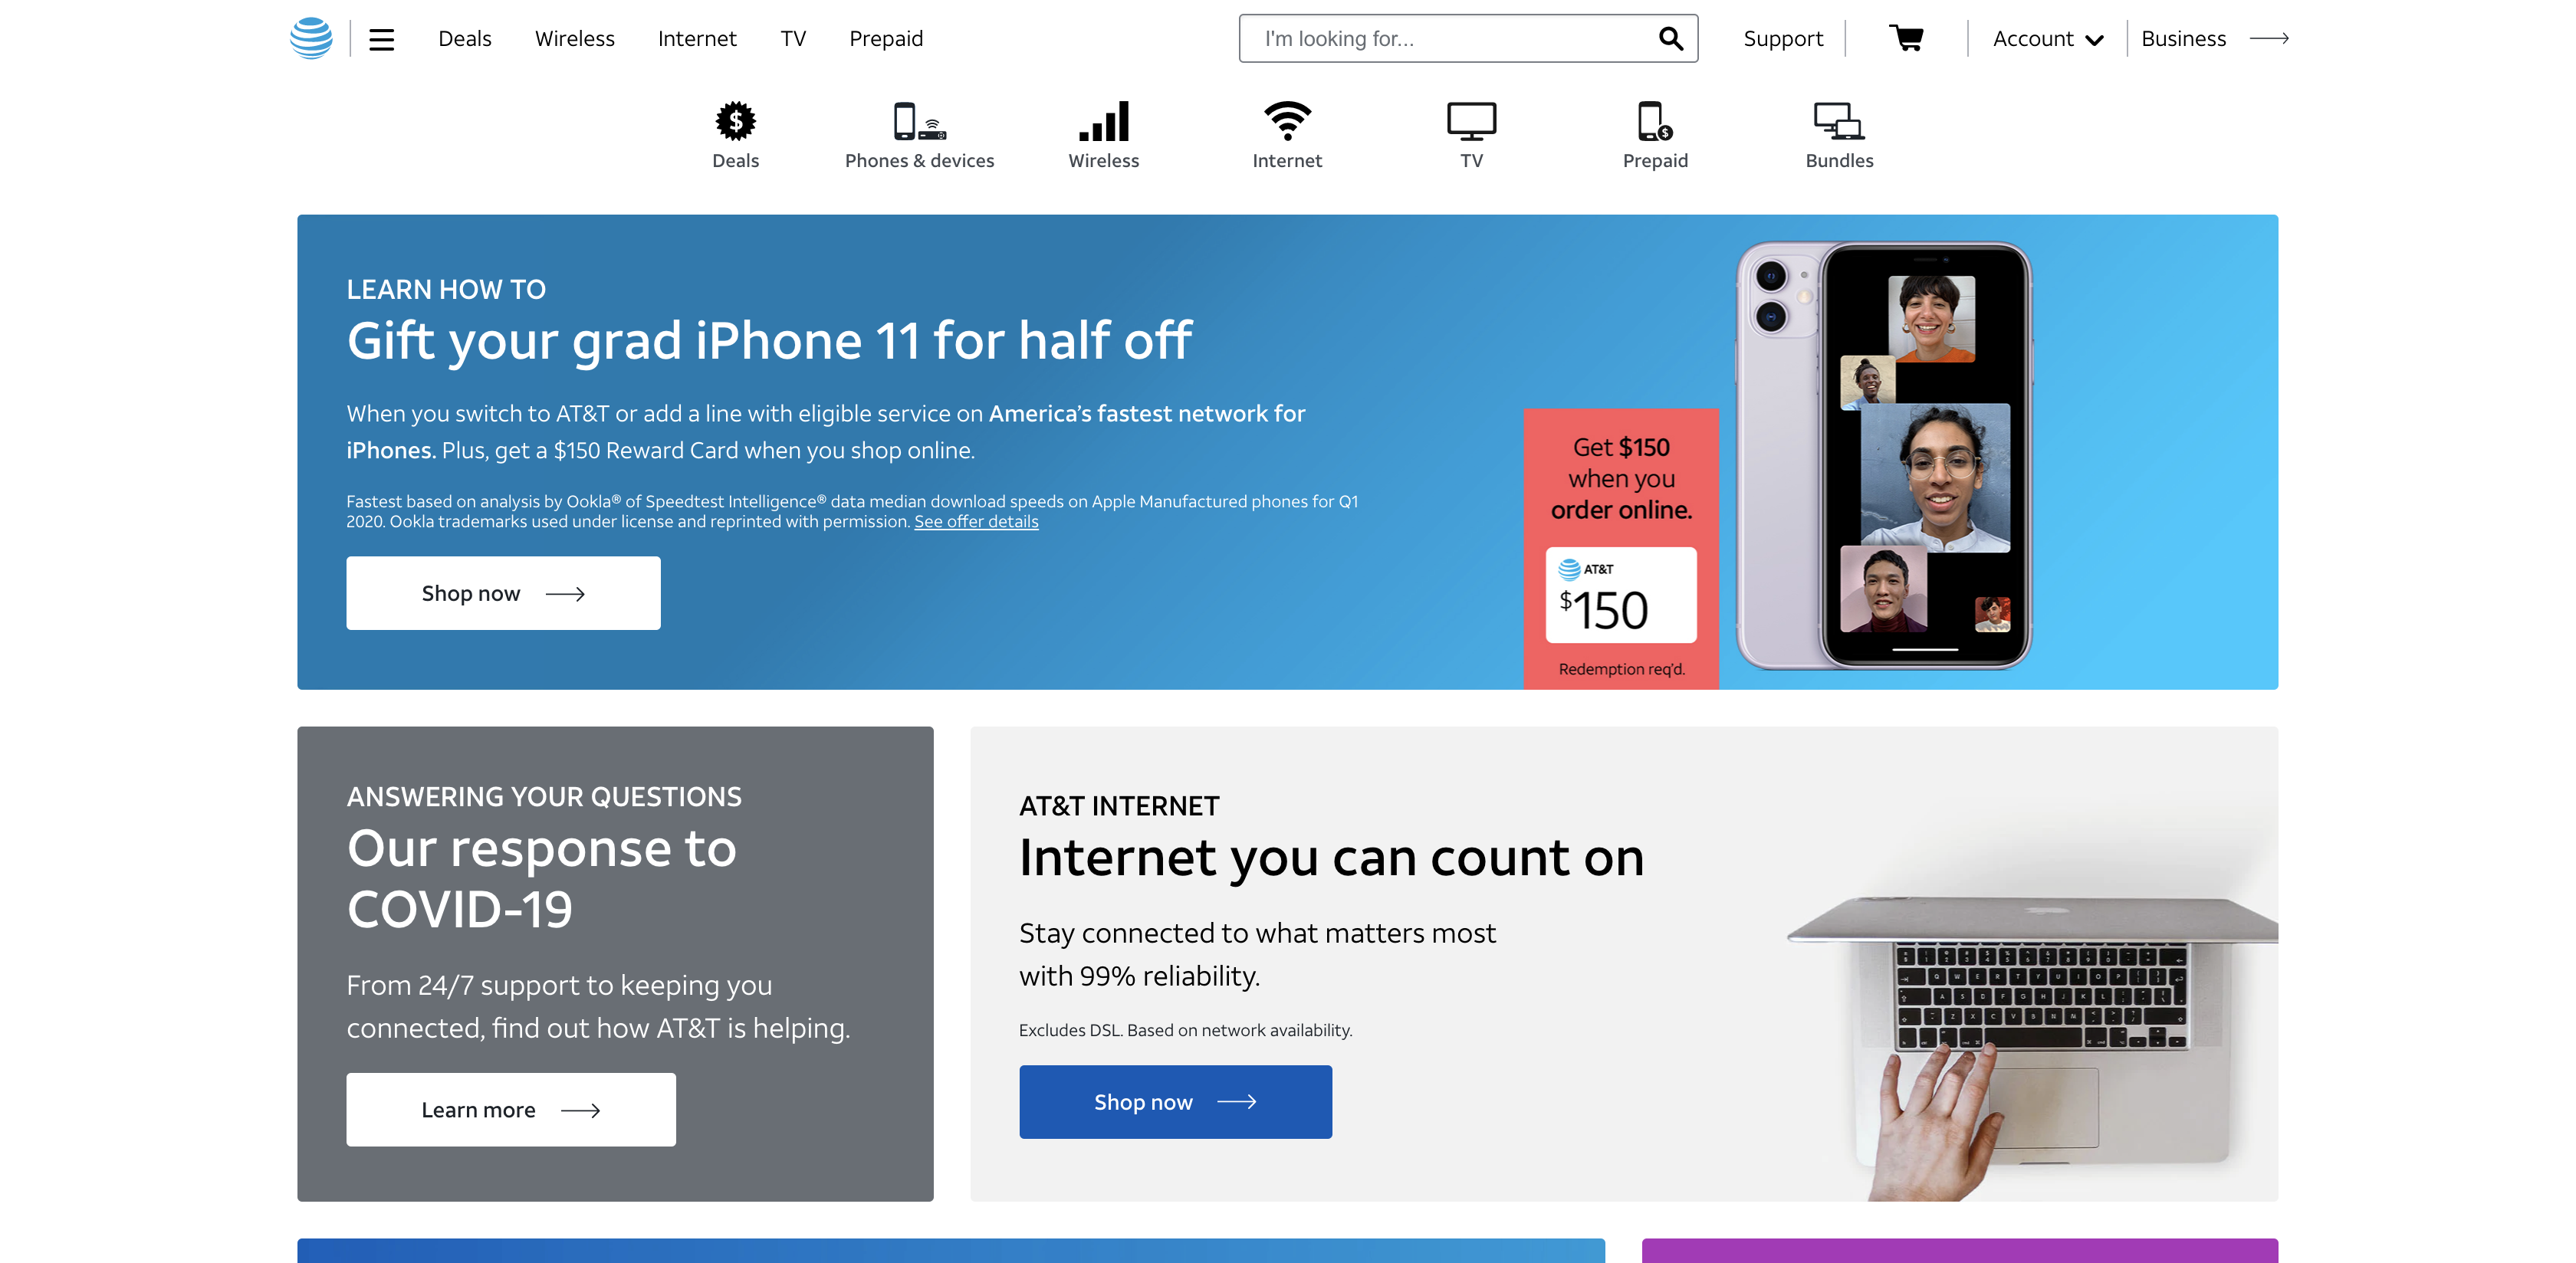 Deals
Wireless
Internet
TV
Prepaid
I'm looking for...
Support
Account
Business
Deals
Phones & devices
Wireless
Internet
TV
Prepaid
Bundles
LEARN HOW TO
Gift your grad iPhone 11 for half off
When you switch to AT&T or add a line with eligible service on America’s fastest network for
iPhones. Plus, get a $150 Reward Card when you shop online.
Fastest based on analysis by Ookla® of Speedtest Intelligence® data median download speeds on Apple Manufactured phones for Q1
2020. Ookla trademarks used under license and reprinted with permission. See offer details
Shop now
Get $150
when you
order online.
AT&T
$150
Redemption req’d.
ANSWERING YOUR QUESTIONS
Our response to
COVID-19
From 24/7 support to keeping you
connected, find out how AT&T is helping.
Learn more
AT&T INTERNET
Internet you can count on
Stay connected to what matters most
with 99% reliability.
Excludes DSL. Based on network availability.
Shop now